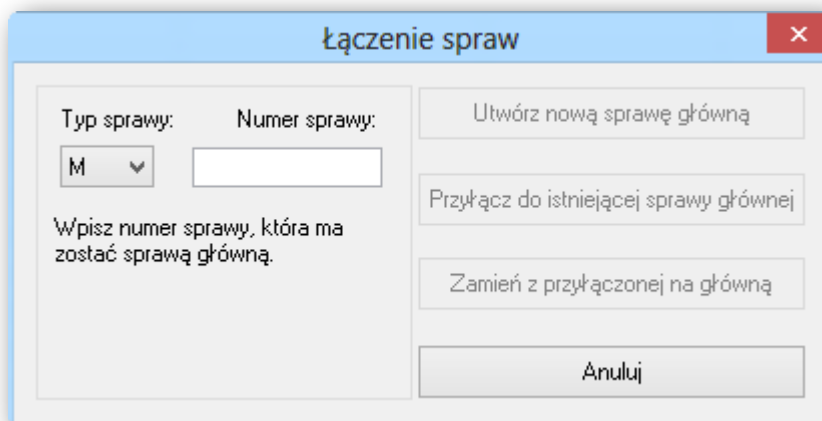 Łączenie spraw
Typ sprawy:
Numer sprawy:
M
Wpisz numer sprawy, która ma
zostać sprawą główną.
Utwórz nową sprawę główną
Przyłącz do istniejącej sprawy głównej
Zamień z przyłączonej na główną
Anuluj